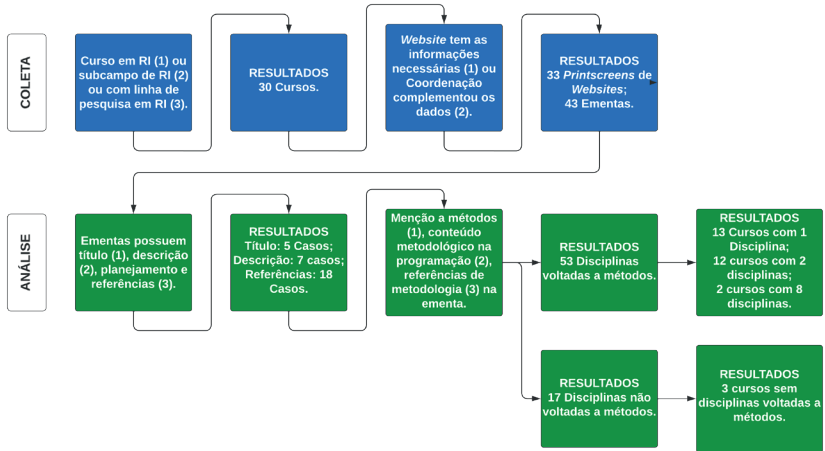 COLETA
Curso em RI (1) ou
subcampo de RI (2)
ou com linha de
pesquisa em RI (3).
RESULTADOS
30 Cursos.
Website tem as
informações
necessárias (1) ou
Coordenação
complementou os
dados (2).
RESULTADOS
33 Printscreens de
Websites;
43 Ementas.
ANÁLISE
Ementas possuem
título (1), descrição
(2), planejamento e
referências (3).
RESULTADOS
Título: 5 Casos;
Descrição: 7 casos;
Referências: 18
Casos.
Menção a métodos
(1), conteúdo
metodológico na
programação (2),
referências de
metodologia (3) na
ementa.
RESULTADOS
53 Disciplinas
voltadas a métodos.
RESULTADOS
13 Cursos com 1
Disciplina;
12 cursos com 2
disciplinas;
2 cursos com 8
disciplinas.
RESULTADOS
17 Disciplinas não
voltadas a métodos.
RESULTADOS
3 cursos sem
disciplinas voltadas a
métodos.